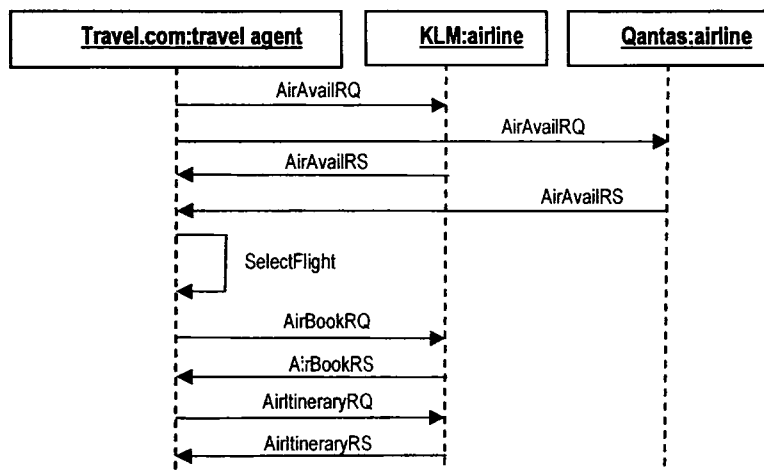 Travel.com:travel agent
KLM:airline
Qantas:airline
AirAvailRQ
AirAvailRQ
AirAvailRS
AirAvailRS
SelectFlight
AirBookRQ
AirBookRS
AirItineraryRQ
AirItineraryRS